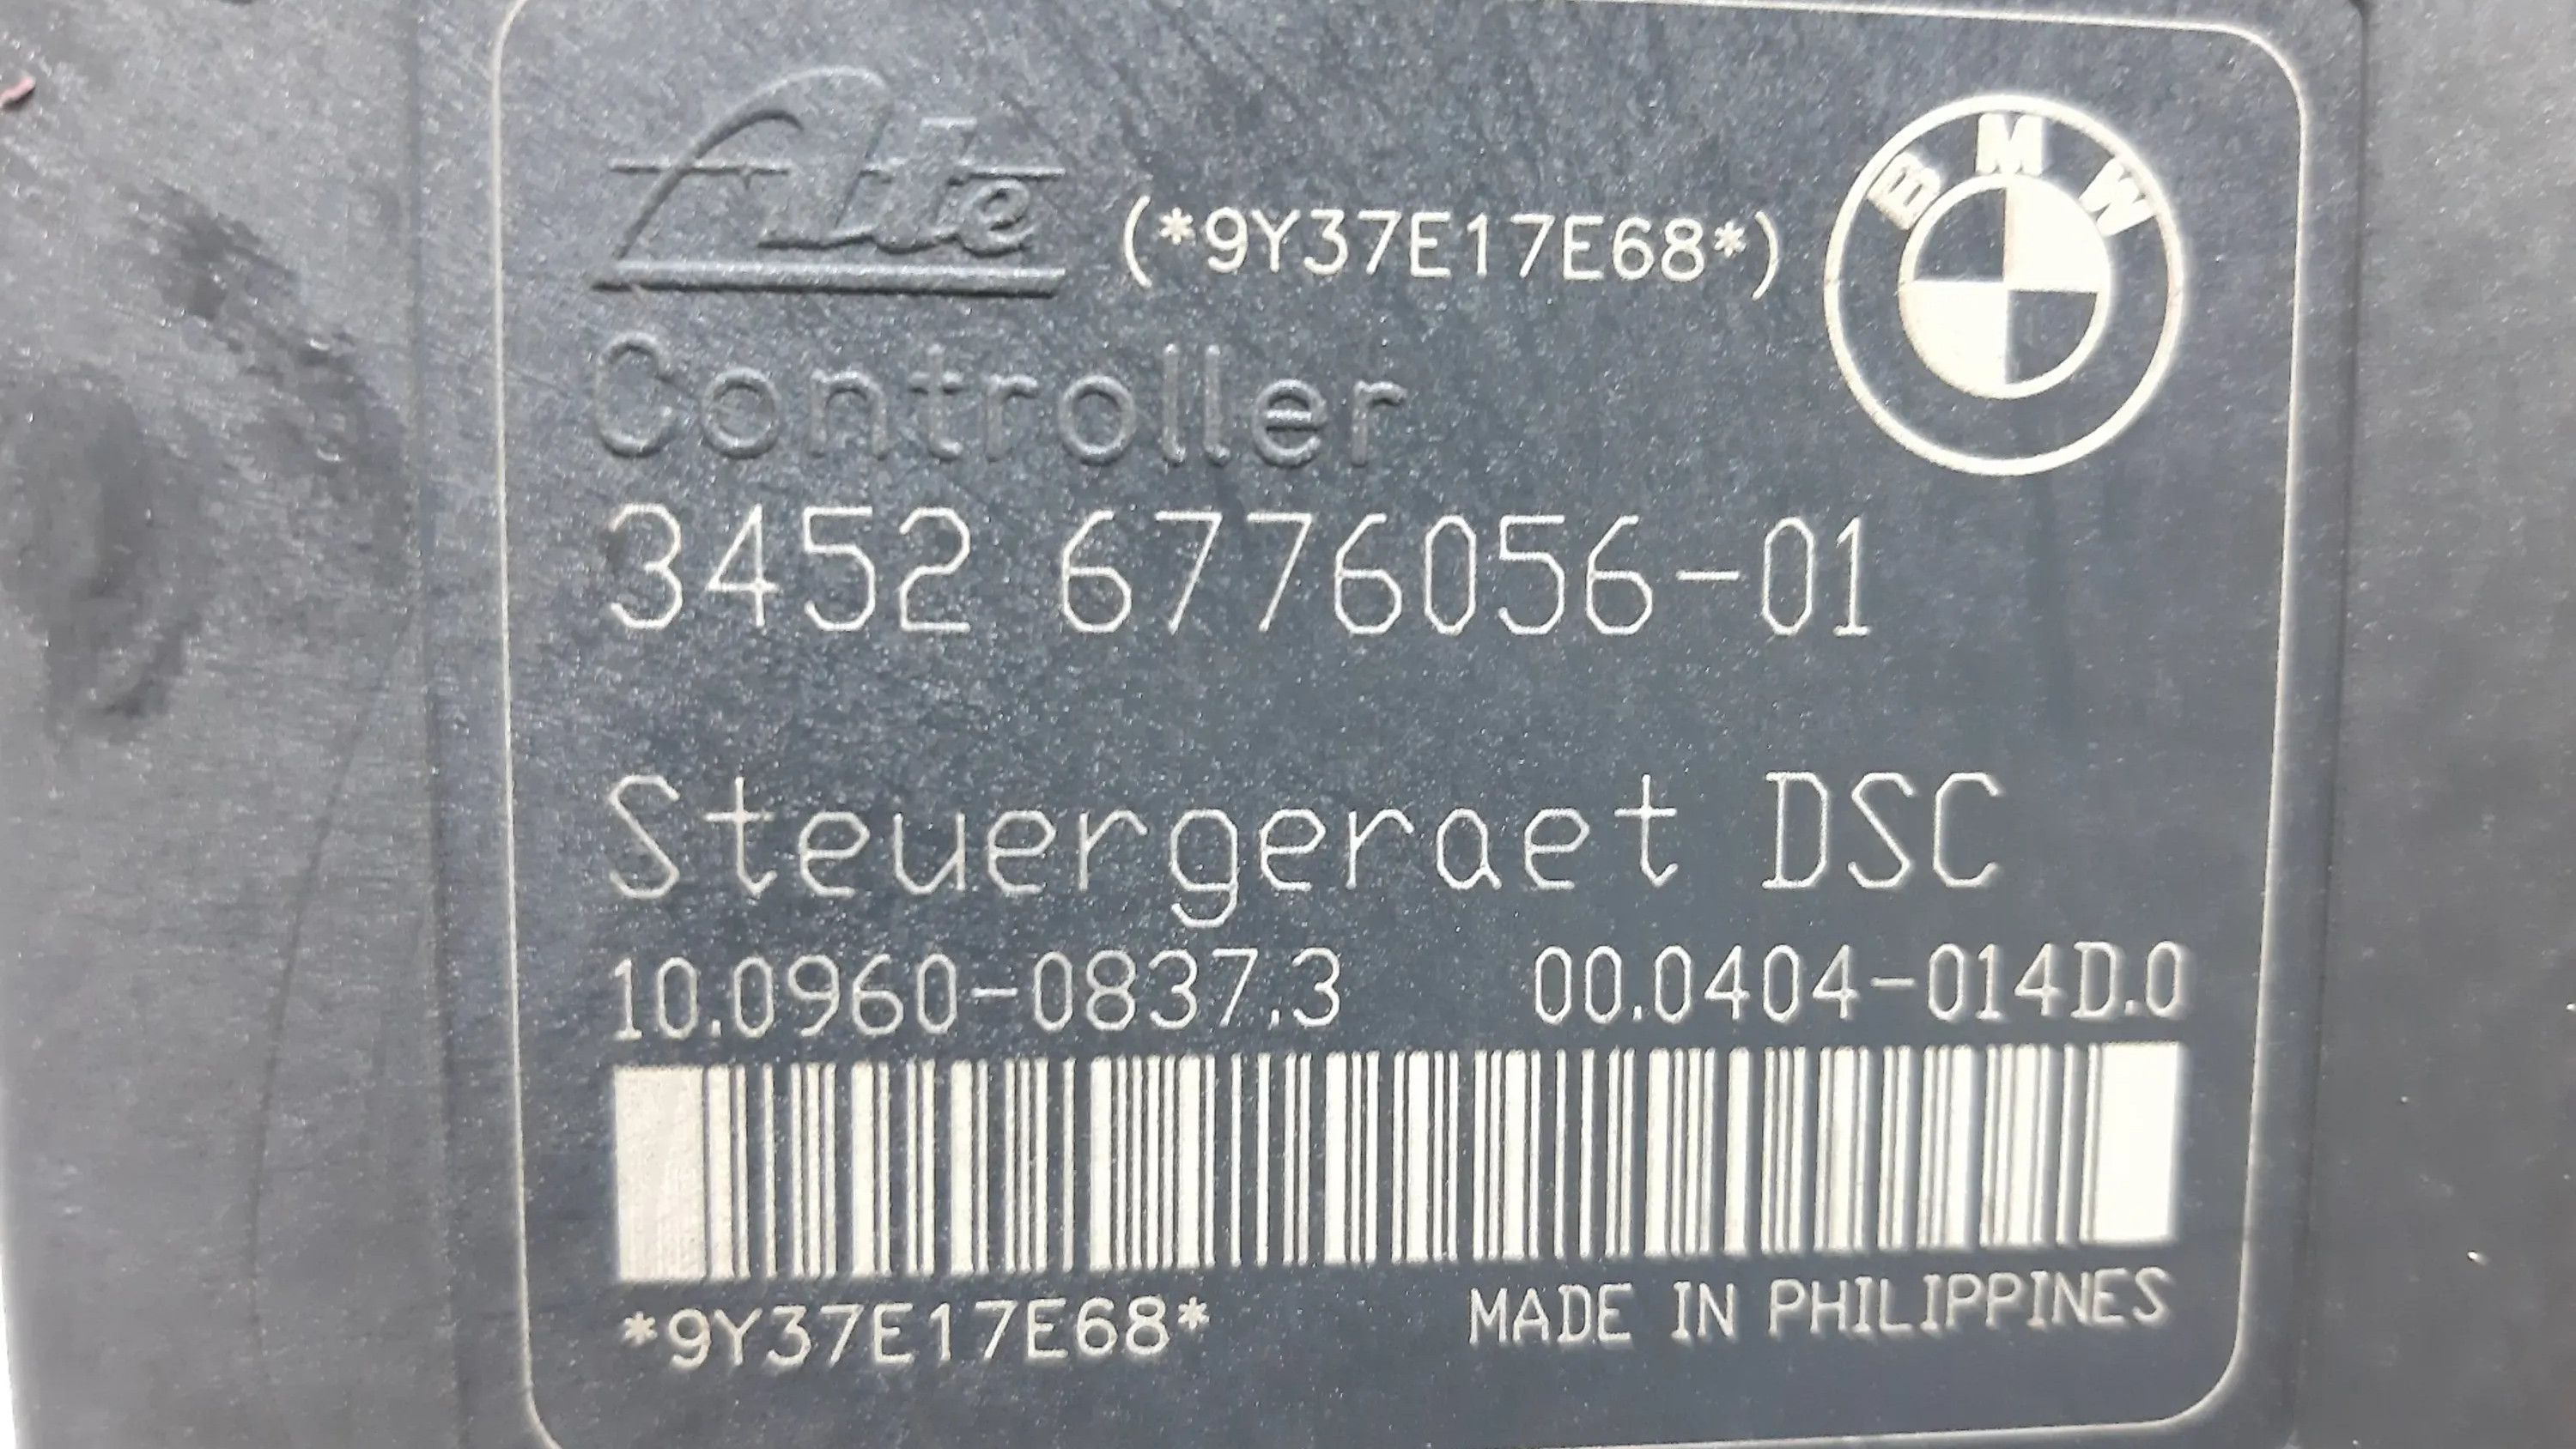 Ate (*9Y37E17E68*) BMW
Controller
3452 6776056-01
Steuergeraet DSC
10.0960-0837.3 00.0404-014D.0
*9Y37E17E68* MADE IN PHILIPPINES